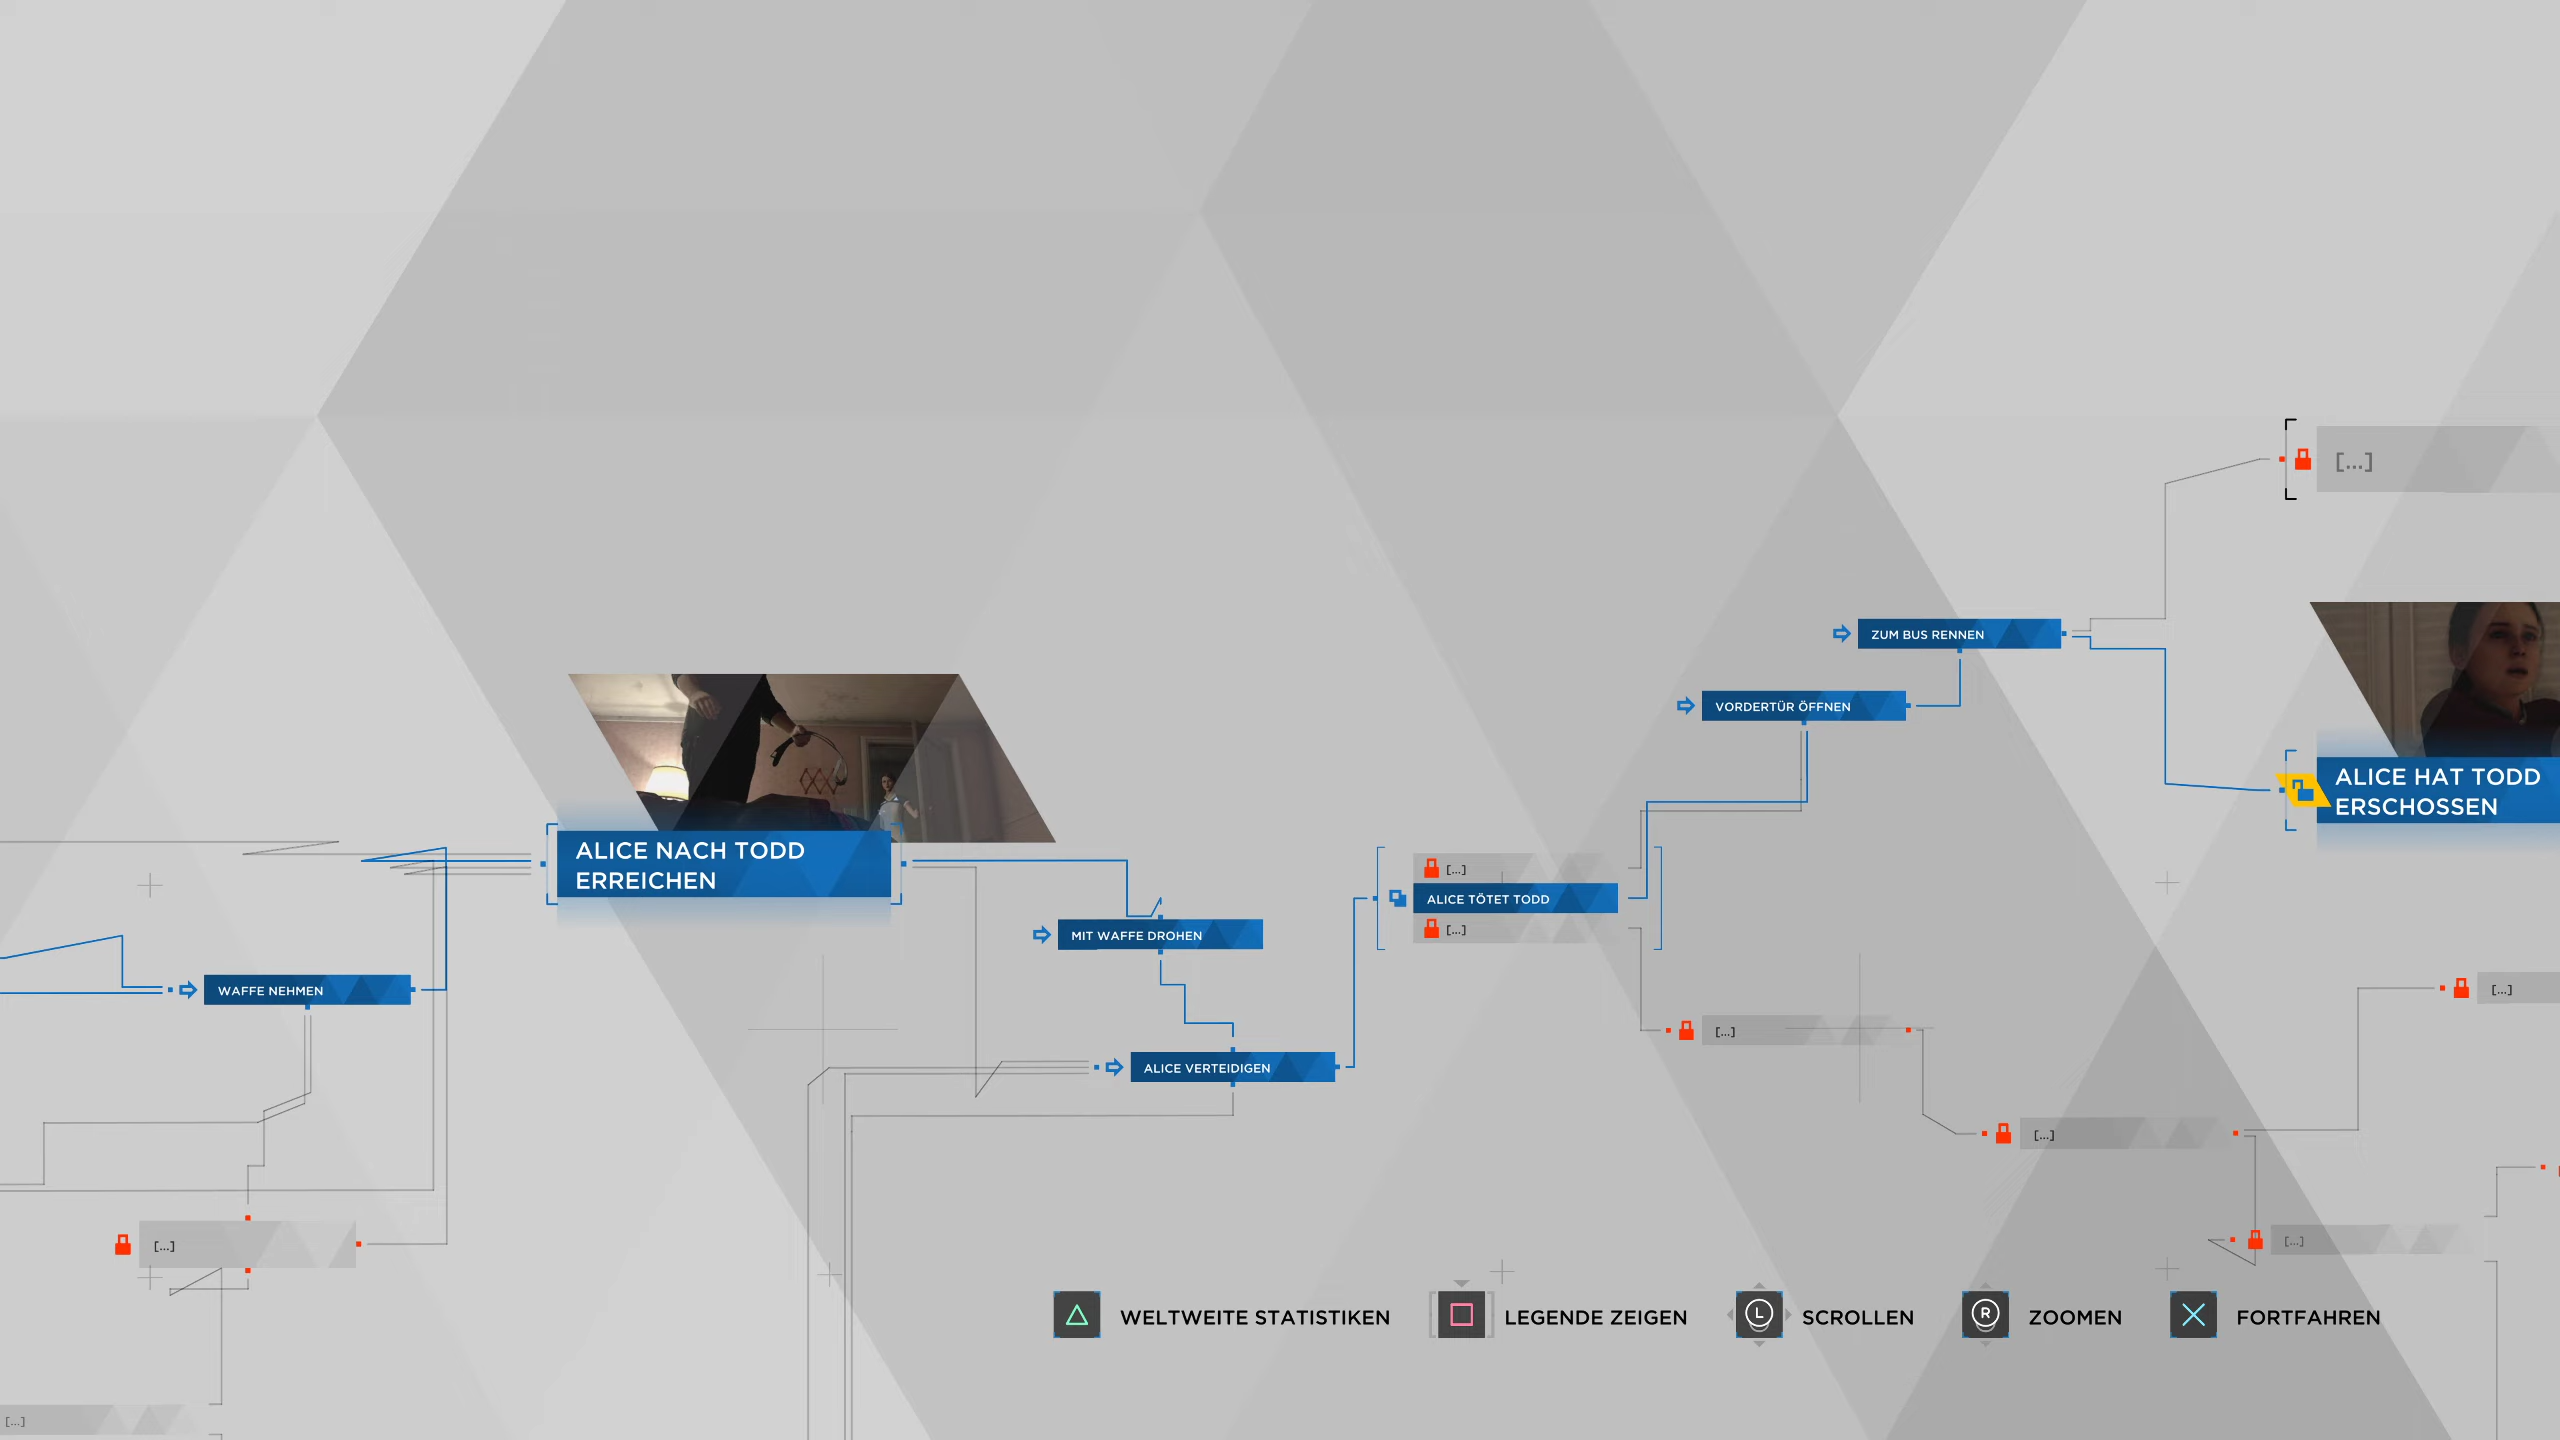 [...]
ZUM BUS RENNEN
VORDERTÜR ÖFFNEN
ALICE HAT TODD
ERSCHOSSEN
ALICE NACH TODD
ERREICHEN
[...]
ALICE TÖTET TODD
[...]
MIT WAFFE DROHEN
WAFFE NEHMEN
[...]
[...]
ALICE VERTEIDIGEN
[...]
[...]
[...]
WELTWEITE STATISTIKEN
LEGENDE ZEIGEN
L
SCROLLEN
R
ZOOMEN
FORTFAHREN
[...]